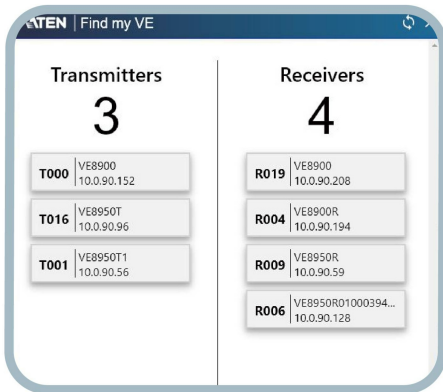 ATEN Find my VE
Transmitters
3
T000 VE8900
10.0.90.152
T016 VE8950T
10.0.90.96
T001 VE8950T1
10.0.90.56
Receivers
4
R019 VE8900
10.0.90.208
R004 VE8900R
10.0.90.194
R009 VE8950R
10.0.90.59
R006 VE8950R01000394...
10.0.90.128